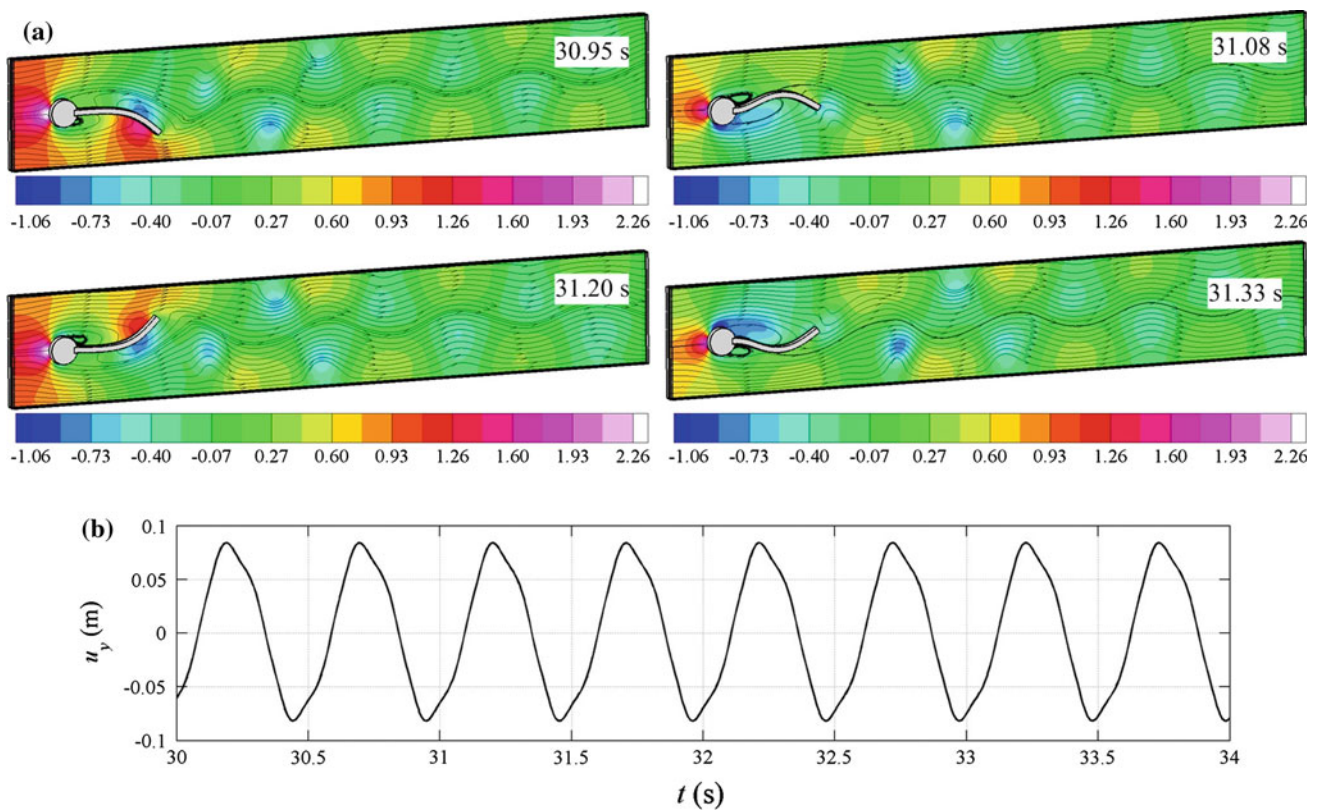 (a)
30.95 s
31.08 s
-1.06 -0.73 -0.40 -0.07 0.27 0.60 0.93 1.26 1.60 1.93 2.26
-1.06 -0.73 -0.40 -0.07 0.27 0.60 0.93 1.26 1.60 1.93 2.26
31.20 s
31.33 s
-1.06 -0.73 -0.40 -0.07 0.27 0.60 0.93 1.26 1.60 1.93 2.26
-1.06 -0.73 -0.40 -0.07 0.27 0.60 0.93 1.26 1.60 1.93 2.26
(b)
0.1
0.05
0
-0.05
-0.1
u_y (m)
30 30.5 31 31.5 32 32.5 33 33.5 34
t (s)